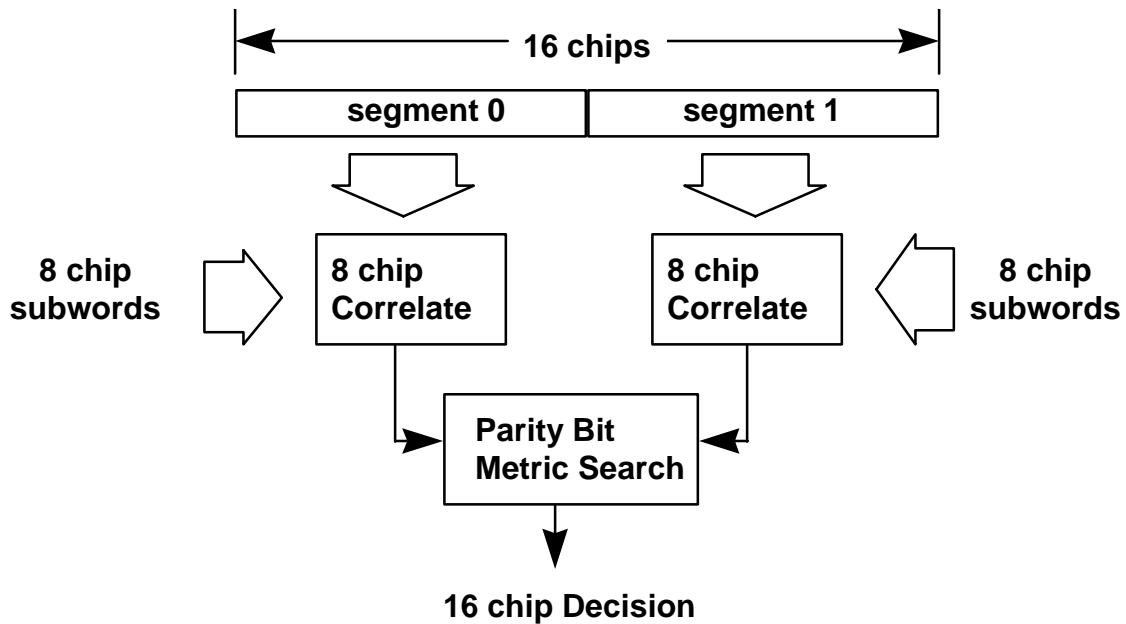 16 chips
segment 0
segment 1
8 chip
subwords
8 chip
Correlate
8 chip
Correlate
8 chip
subwords
Parity Bit
Metric Search
16 chip Decision